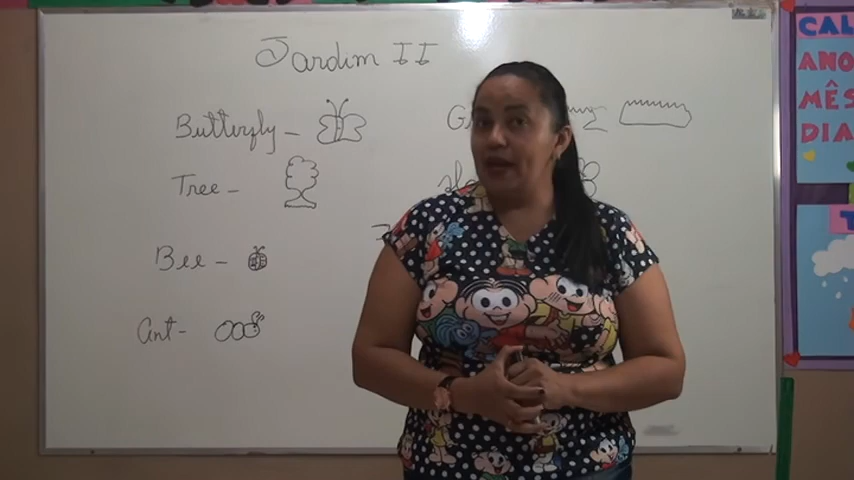 Jardim II
Butterfly -
Tree -
Bee -
Ant -
CAL
ANO
MÊS
DIA